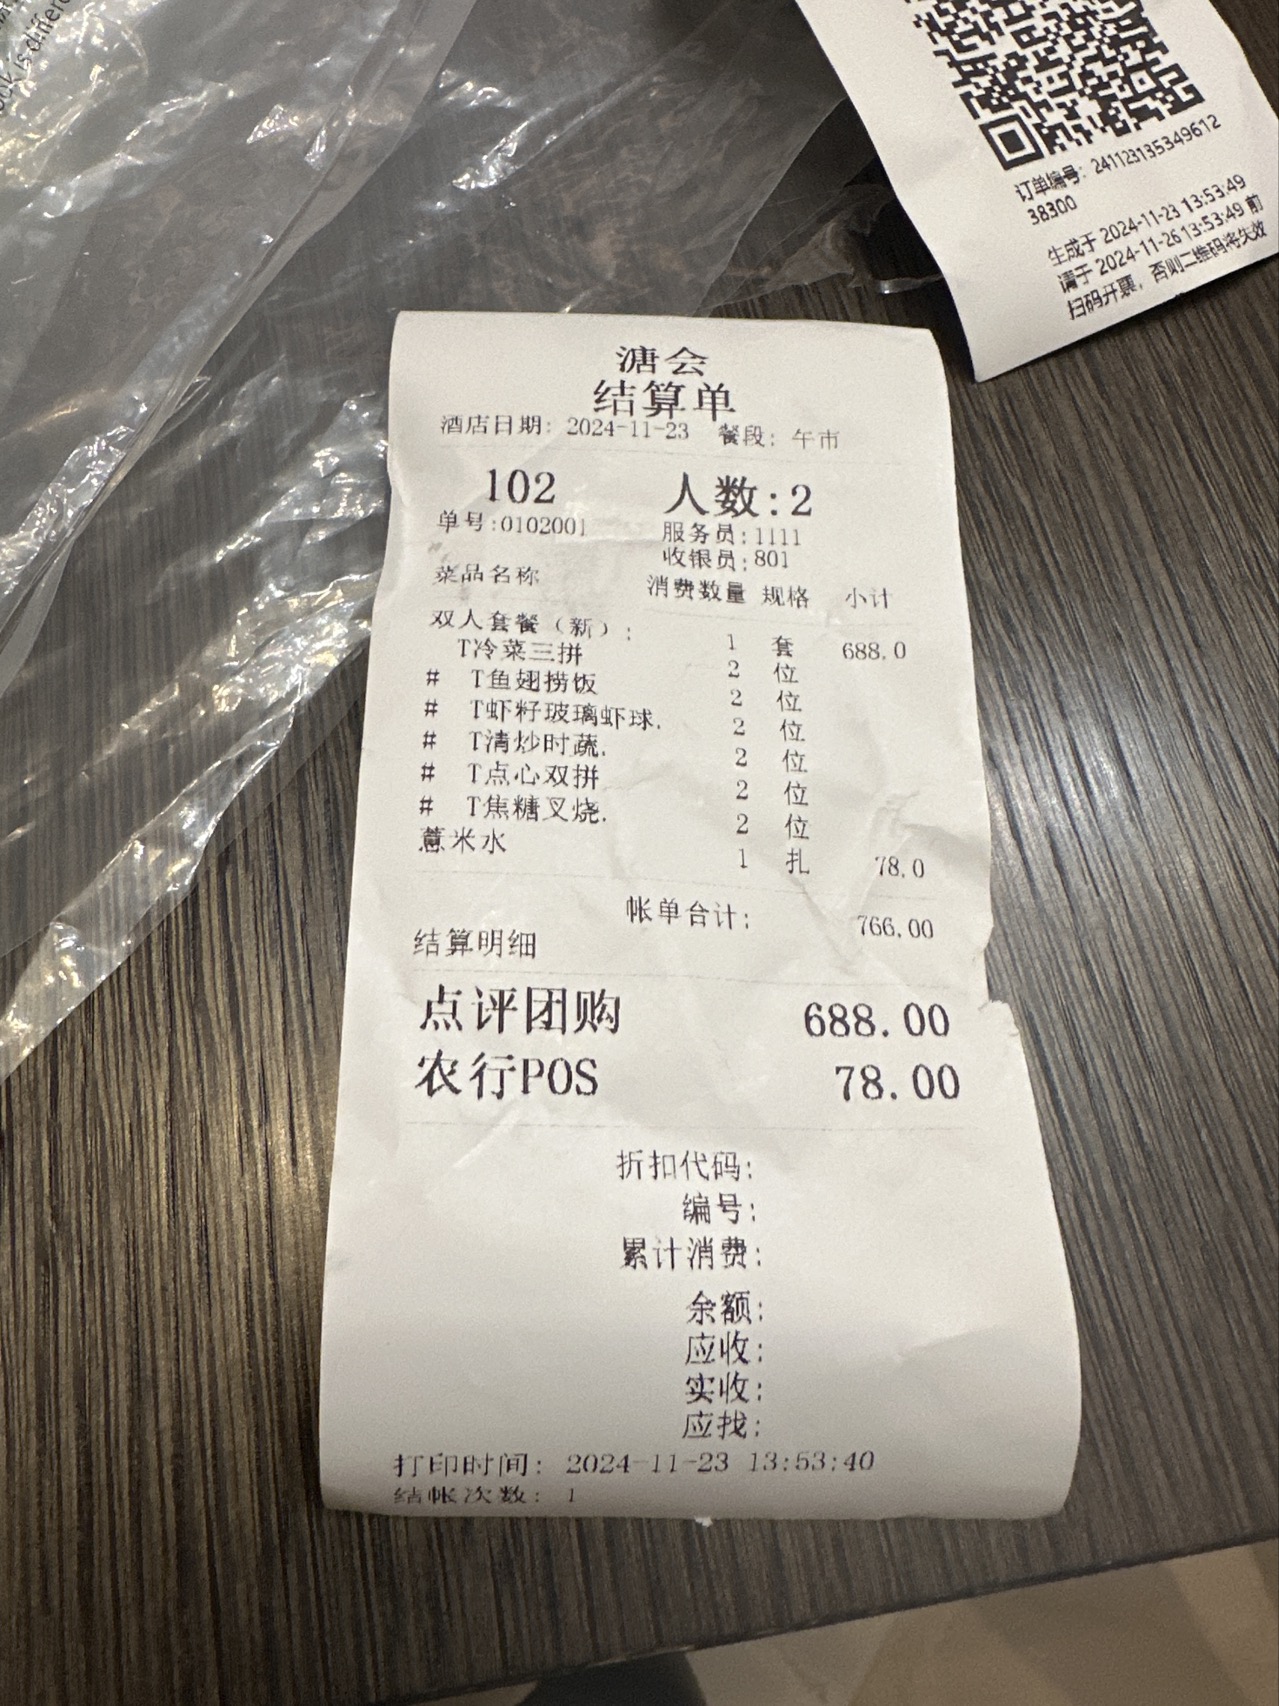 is differe
订单编号：241123135349612
38300
生成于 2024-11-23 13:53:49
请于 2024-11-26 13:53:49 前
扫码开票，否则二维码将失效
溏会
结算单
酒店日期: 2024-11-23 餐段: 午市
102 人数:2
单号:0102001 服务员:1111
收银员:801
菜品名称 消费数量 规格 小计
双人套餐（新）: 1 套 688.0
T冷菜三拼 2 位
# T鱼翅捞饭 2 位
# T虾籽玻璃虾球. 2 位
# T清炒时蔬. 2 位
# T点心双拼 2 位
# T焦糖叉烧. 2 位
薏米水 1 扎 78.0
帐单合计: 766.00
结算明细
点评团购 688.00
农行POS 78.00
折扣代码:
编号:
累计消费:
余额:
应收:
实收:
应找:
打印时间: 2024-11-23 13:53:40
结帐次数: 1